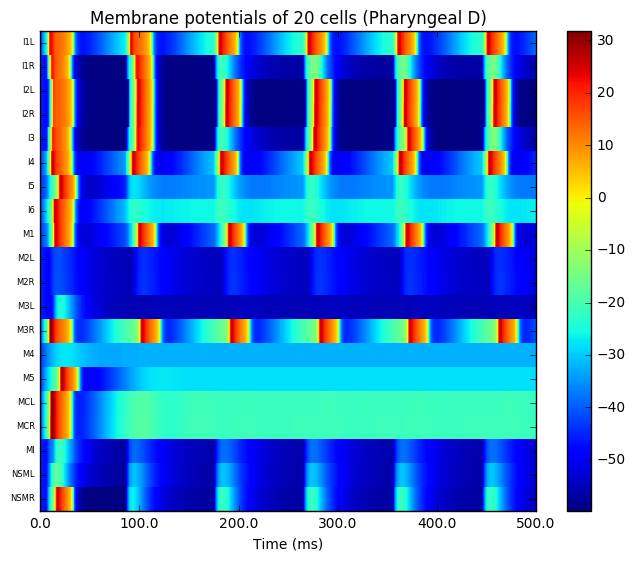 Membrane potentials of 20 cells (Pharyngeal D)
I1L
I1R
I2L
I2R
I3
I4
I5
I6
M1
M2L
M2R
M3L
M3R
M4
M5
MCL
MCR
MI
NSML
NSMR
0.0 100.0 200.0 300.0 400.0 500.0
Time (ms)
30
20
10
0
−10
−20
−30
−40
−50